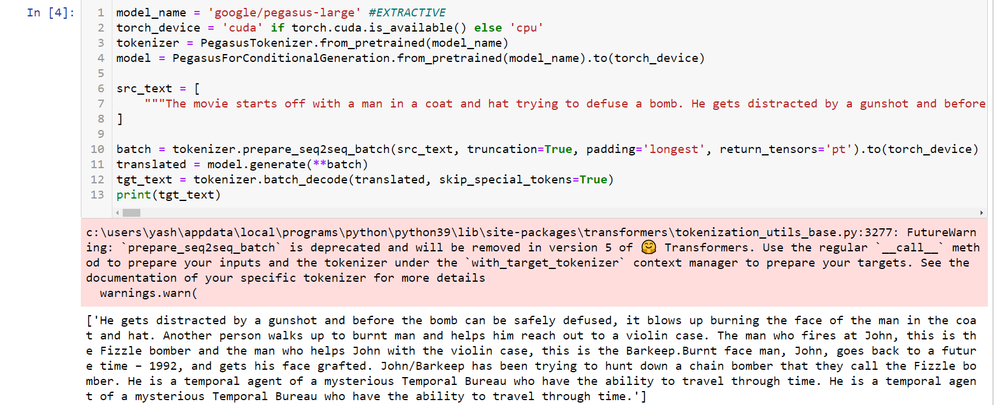 In [4]:
1 model_name = 'google/pegasus-large' #EXTRACTIVE
2 torch_device = 'cuda' if torch.cuda.is_available() else 'cpu'
3 tokenizer = PegasusTokenizer.from_pretrained(model_name)
4 model = PegasusForConditionalGeneration.from_pretrained(model_name).to(torch_device)
5
6 src_text = [
7     """The movie starts off with a man in a coat and hat trying to defuse a bomb. He gets distracted by a gunshot and before
8 ]
9
10 batch = tokenizer.prepare_seq2seq_batch(src_text, truncation=True, padding='longest', return_tensors='pt').to(torch_device)
11 translated = model.generate(**batch)
12 tgt_text = tokenizer.batch_decode(translated, skip_special_tokens=True)
13 print(tgt_text)
c:\users\yash\appdata\local\programs\python\python39\lib\site-packages\transformers\tokenization_utils_base.py:3277: FutureWarn
ing: `prepare_seq2seq_batch` is deprecated and will be removed in version 5 of 🤗 Transformers. Use the regular `__call__` meth
od to prepare your inputs and the tokenizer under the `with_target_tokenizer` context manager to prepare your targets. See the
documentation of your specific tokenizer for more details
  warnings.warn(
['He gets distracted by a gunshot and before the bomb can be safely defused, it blows up burning the face of the man in the coa
t and hat. Another person walks up to burnt man and helps him reach out to a violin case. The man who fires at John, this is th
e Fizzle bomber and the man who helps John with the violin case, this is the Barkeep.Burnt face man, John, goes back to a futur
e time – 1992, and gets his face grafted. John/Barkeep has been trying to hunt down a chain bomber that they call the Fizzle bo
mber. He is a temporal agent of a mysterious Temporal Bureau who have the ability to travel through time. He is a temporal agen
t of a mysterious Temporal Bureau who have the ability to travel through time.']